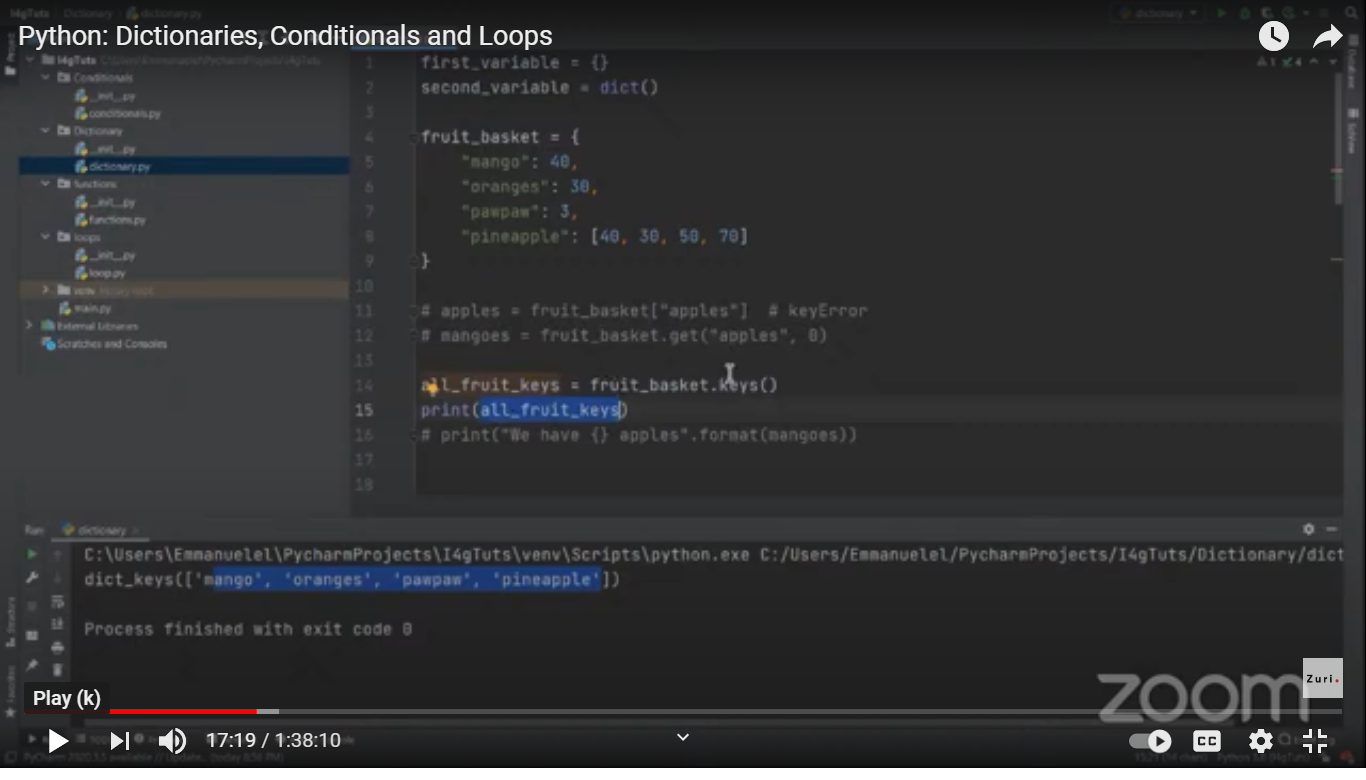 Python: Dictionaries, Conditionals and Loops
I4gTuts
Conditionals
__init__.py
conditionals.py
Dictionary
__init__.py
dictionary.py
functions
__init__.py
functions.py
loops
__init__.py
loop.py
venv
main.py
External Libraries
Scratches and Consoles
1 first_variable = {}
2 second_variable = dict()
3
4 fruit_basket = {
5 "mango": 40,
6 "oranges": 30,
7 "pawpaw": 3,
8 "pineapple": [40, 30, 50, 70]
9 }
10
11 # apples = fruit_basket["apples"]  # keyError
12 # mangoes = fruit_basket.get("apples", 0)
13
14 all_fruit_keys = fruit_basket.keys()
15 print(all_fruit_keys)
16 # print("We have {} apples".format(mangoes))
17
18
Run: dictionary
C:\Users\Emmanuelel\PycharmProjects\I4gTuts\venv\Scripts\python.exe C:/Users/Emmanuelel/PycharmProjects/I4gTuts/Dictionary/dict
dict_keys(['mango', 'oranges', 'pawpaw', 'pineapple'])
Process finished with exit code 0
Zuri.
zoom
Play (k)
17:19 / 1:38:10
CC